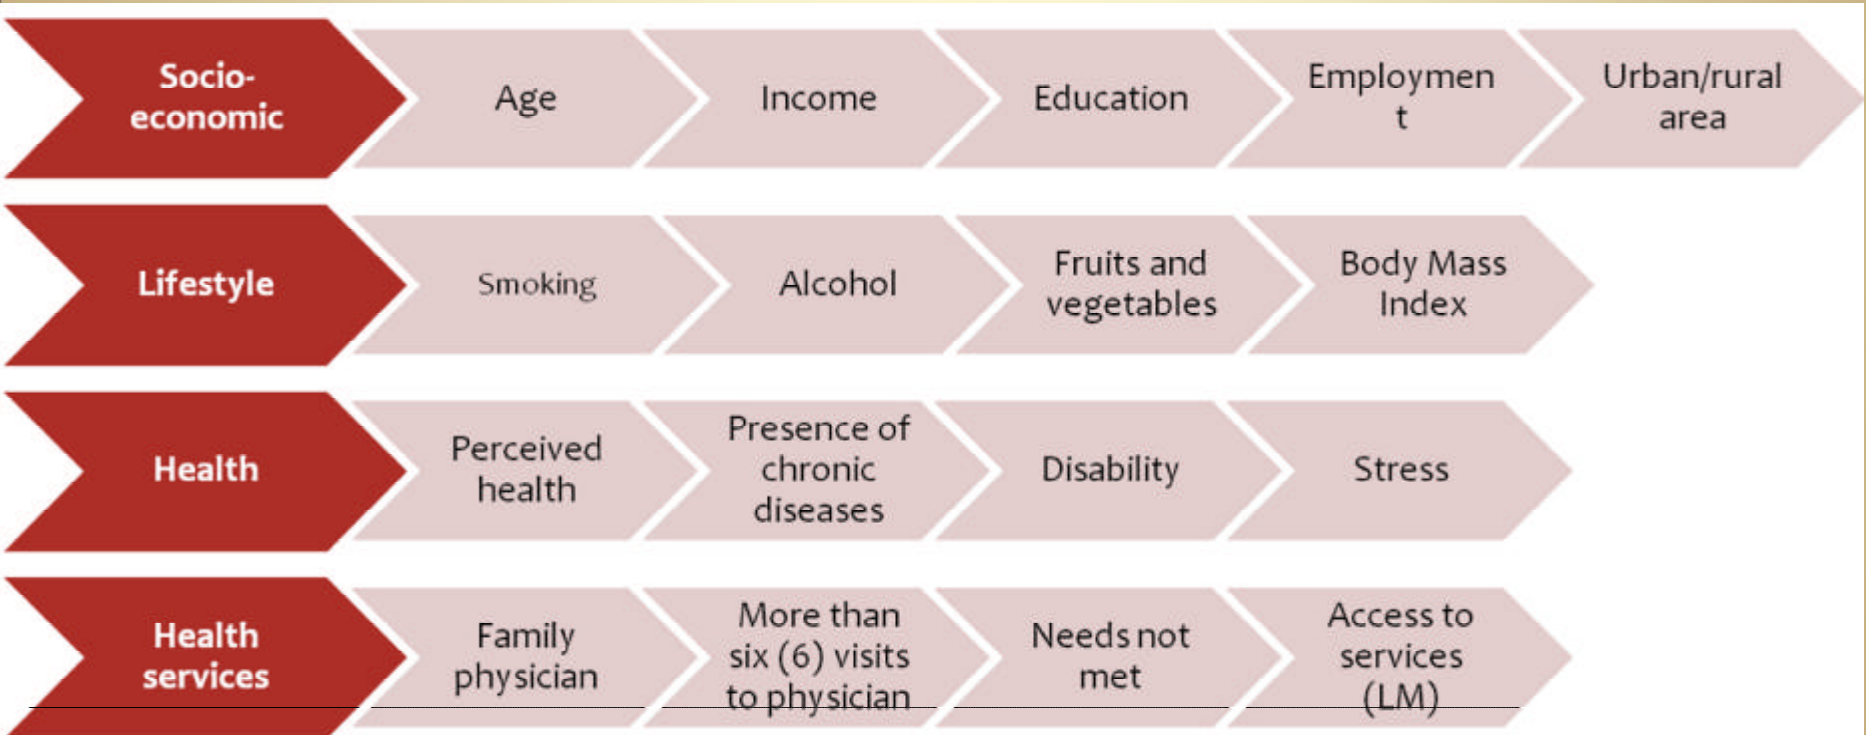 Socio-
economic
Age
Income
Education
Employmen
t
Urban/rural
area
Lifestyle
Smoking
Alcohol
Fruits and
vegetables
Body Mass
Index
Health
Perceived
health
Presence of
chronic
diseases
Disability
Stress
Health
services
Family
physician
More than
six (6) visits
to physician
Needs not
met
Access to
services
(LM)